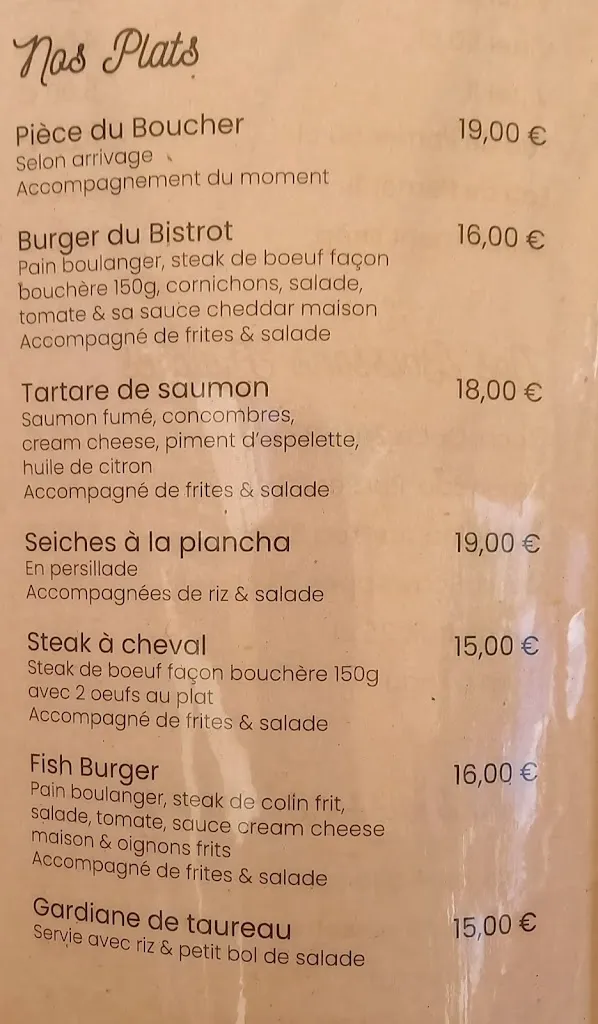 Nos Plats
Pièce du Boucher 19,00 €
Selon arrivage
Accompagnement du moment
Burger du Bistrot 16,00 €
Pain boulanger, steak de boeuf façon
bouchère 150g, cornichons, salade,
tomate & sa sauce cheddar maison
Accompagné de frites & salade
Tartare de saumon 18,00 €
Saumon fumé, concombres,
cream cheese, piment d'espelette,
huile de citron
Accompagné de frites & salade
Seiches à la plancha 19,00 €
En persillade
Accompagnées de riz & salade
Steak à cheval 15,00 €
Steak de boeuf façon bouchère 150g
avec 2 oeufs au plat
Accompagné de frites & salade
Fish Burger 16,00 €
Pain boulanger, steak de colin frit,
salade, tomate, sauce cream cheese
maison & oignons frits
Accompagné de frites & salade
Gardiane de taureau 15,00 €
Servie avec riz & petit bol de salade